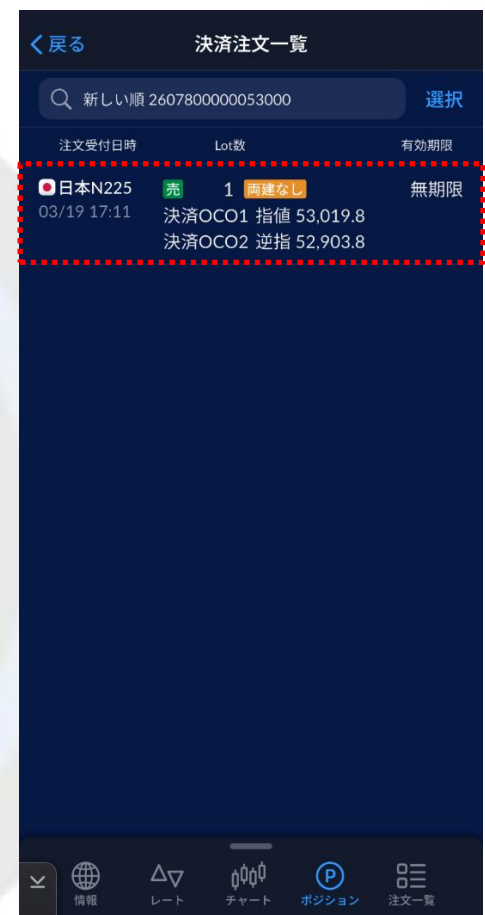 戻る 決済注文一覧
新しい順 2607800000053000 選択
注文受付日時 Lot数 有効期限
日本N225 売 1 両建なし 無期限
03/19 17:11 決済OCO1 指値 53,019.8
決済OCO2 逆指 52,903.8
情報 レート チャート P ポジション 注文一覧